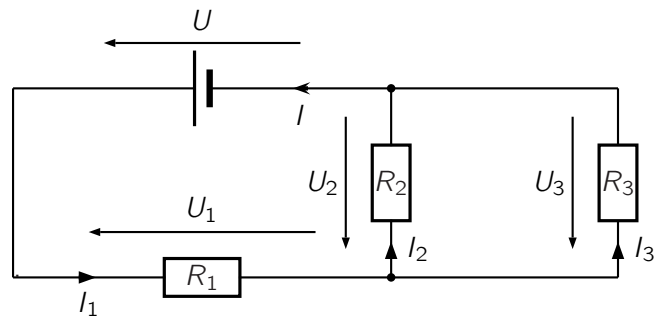 U
I
U₂
R₂
U₃
R₃
U₁
I₂
I₃
R₁
I₁